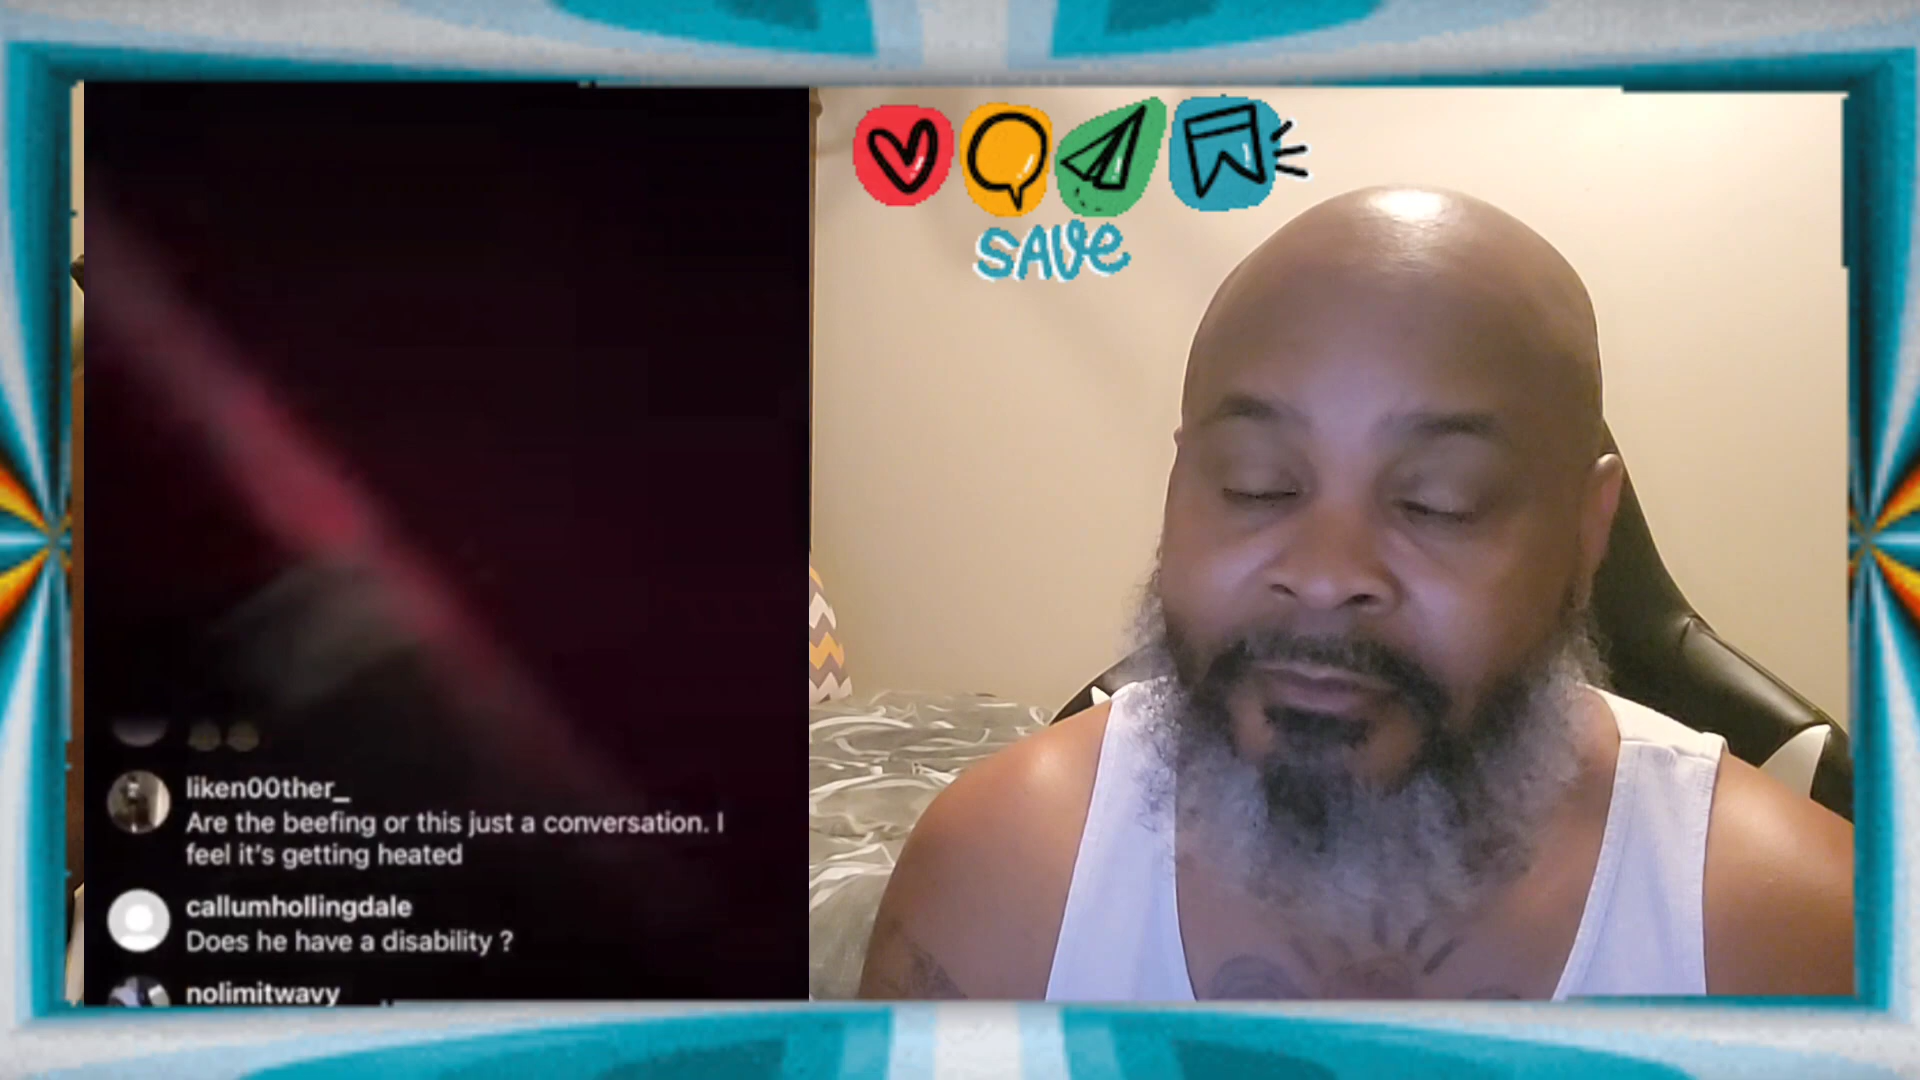 SAVe
liken00ther_
Are the beefing or this just a conversation. I
feel it's getting heated
callumhollingdale
Does he have a disability ?
nolimitwavy